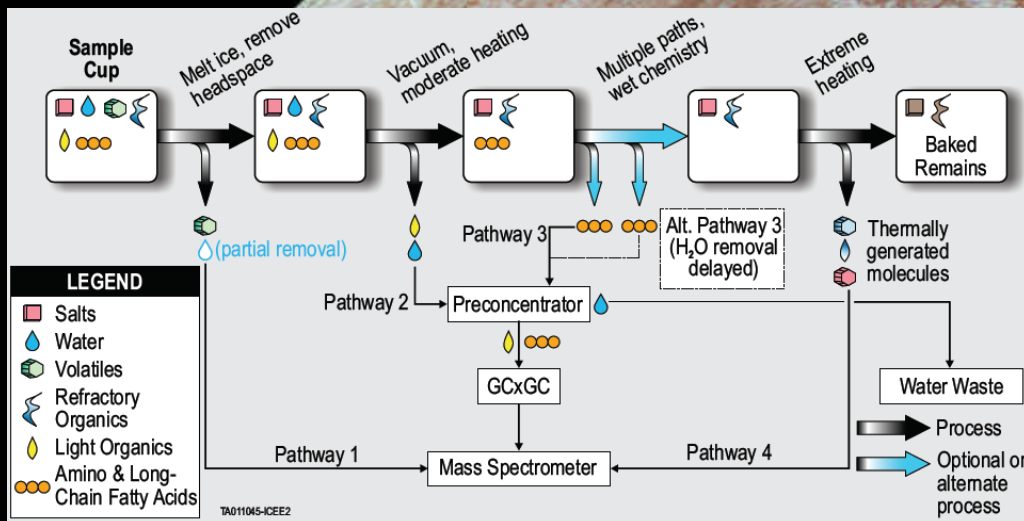 Sample
Cup
Melt ice, remove
headspace
Vacuum,
moderate heating
Multiple paths,
wet chemistry
Extreme
heating
Baked
Remains
(partial removal)
Pathway 3
Alt. Pathway 3
(H₂O removal
delayed)
Thermally
generated
molecules
Pathway 2
Preconcentrator
GCxGC
Water Waste
Pathway 1
Mass Spectrometer
Pathway 4
LEGEND
Salts
Water
Volatiles
Refractory
Organics
Light Organics
Amino & Long-
Chain Fatty Acids
Process
Optional or
alternate
process
TA011045-ICEE2